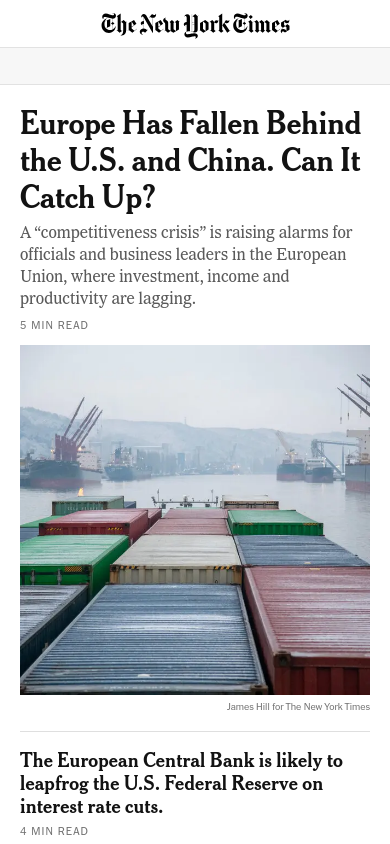 The New York Times
Europe Has Fallen Behind
the U.S. and China. Can It
Catch Up?
A “competitiveness crisis” is raising alarms for
officials and business leaders in the European
Union, where investment, income and
productivity are lagging.
5 MIN READ
James Hill for The New York Times
The European Central Bank is likely to
leapfrog the U.S. Federal Reserve on
interest rate cuts.
4 MIN READ